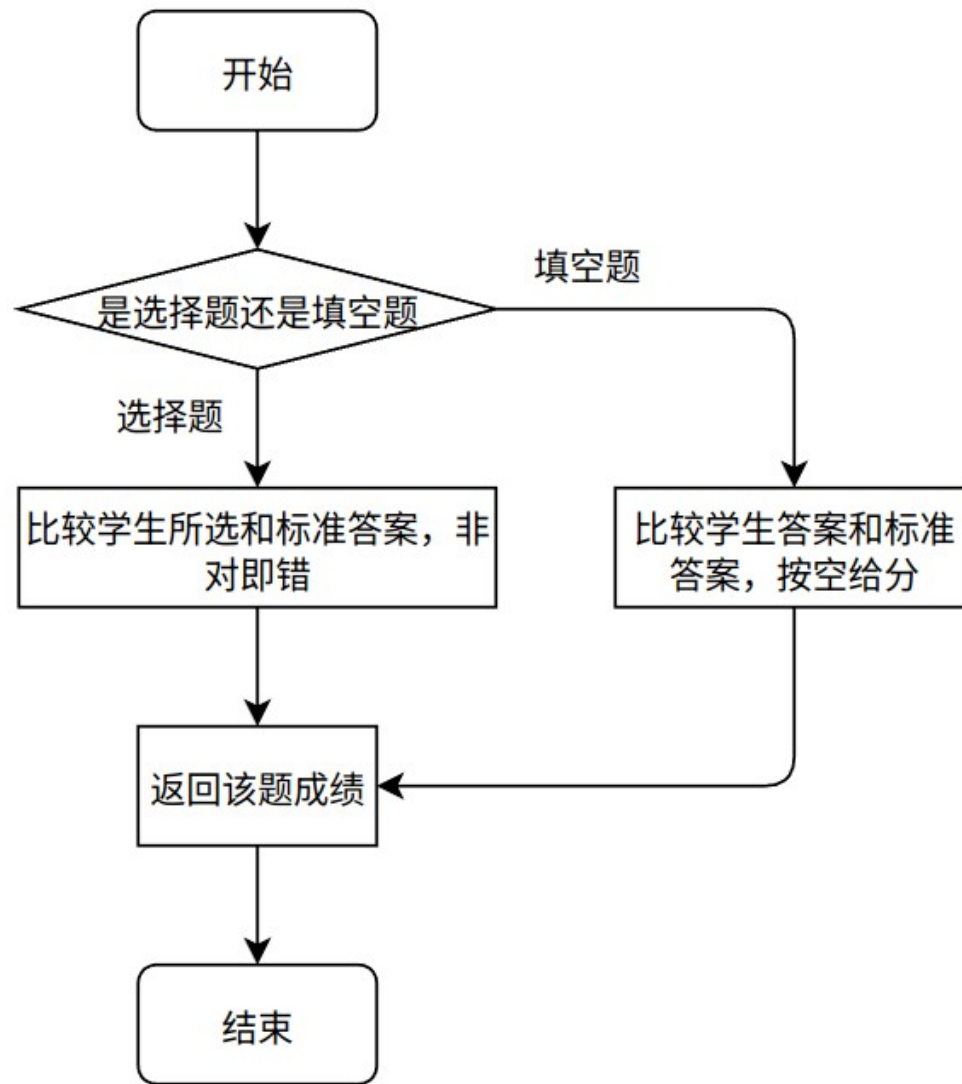 开始
填空题
是选择题还是填空题
选择题
比较学生所选和标准答案，非
对即错
比较学生答案和标准
答案，按空给分
返回该题成绩
结束